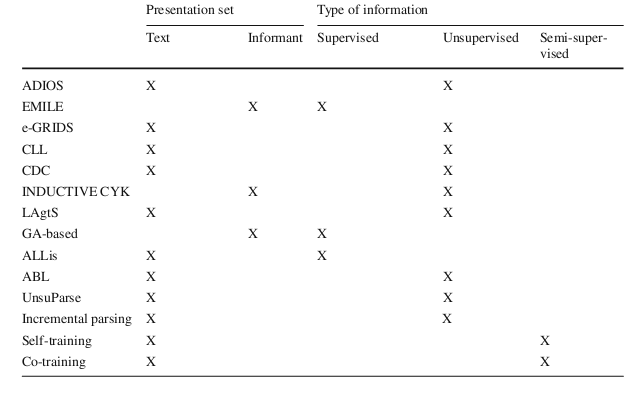 Presentation set Type of information
Text Informant Supervised Unsupervised Semi-super-
vised
ADIOS X X
EMILE X X
e-GRIDS X X
CLL X X
CDC X X
INDUCTIVE CYK X X
LAgtS X X
GA-based X X
ALLis X X
ABL X X
UnsuParse X X
Incremental parsing X X
Self-training X X
Co-training X X